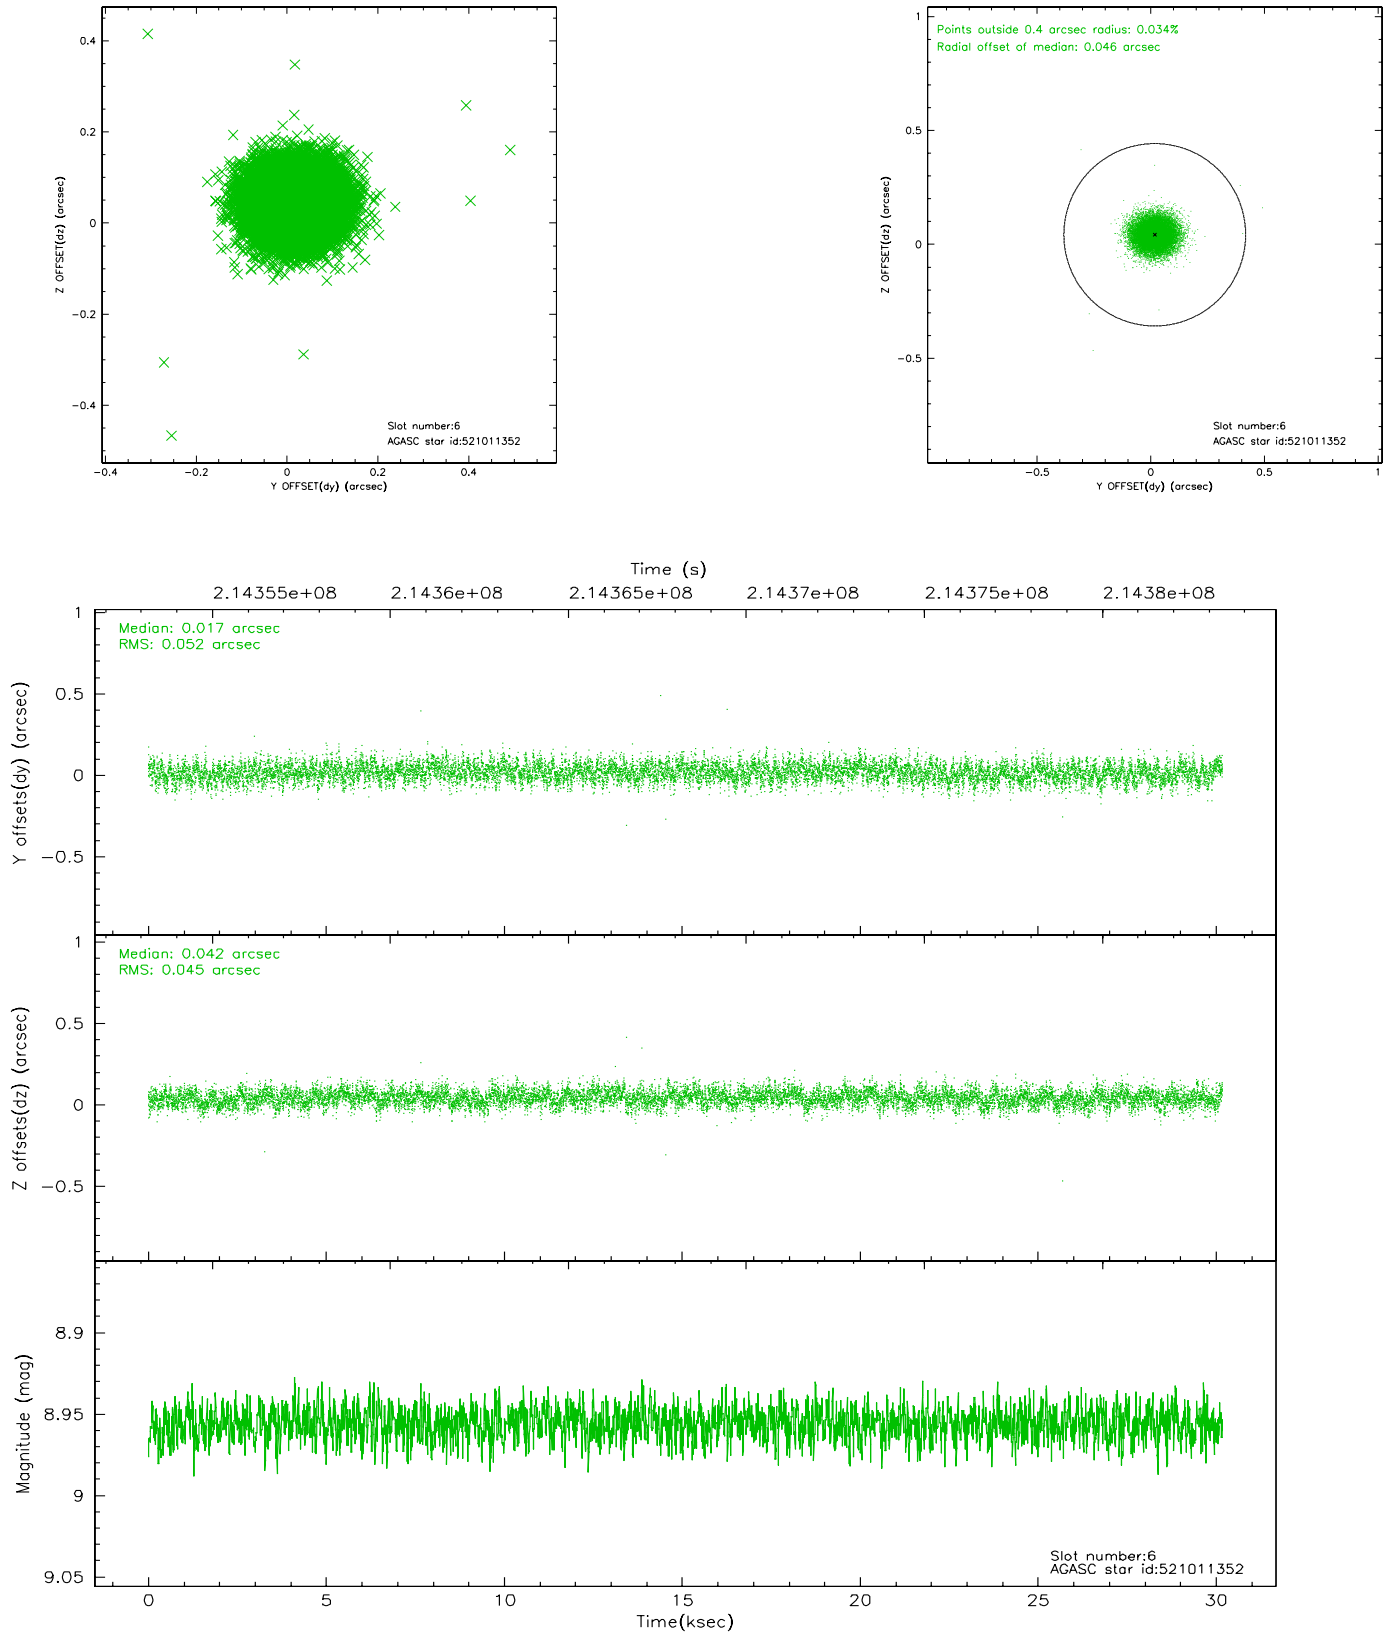 0.4
0.2
0
−0.2
−0.4
Z OFFSET(dz) (arcsec)
Slot number:6
AGASC star id:521011352
−0.4 −0.2 0 0.2 0.4
Y OFFSET(dy) (arcsec)
Points outside 0.4 arcsec radius: 0.034%
Radial offset of median: 0.046 arcsec
1
0.5
0
−0.5
Z OFFSET(dz) (arcsec)
Slot number:6
AGASC star id:521011352
−0.5 0 0.5 1
Y OFFSET(dy) (arcsec)
Time (s)
2.14355e+08 2.1436e+08 2.14365e+08 2.1437e+08 2.14375e+08 2.1438e+08
Median: 0.017 arcsec
RMS: 0.052 arcsec
1
0.5
0
−0.5
Y offsets(dy) (arcsec)
Median: 0.042 arcsec
RMS: 0.045 arcsec
1
0.5
0
−0.5
Z offsets(dz) (arcsec)
8.9
8.95
9
9.05
Magnitude (mag)
Slot number:6
AGASC star id:521011352
0 5 10 15 20 25 30
Time(ksec)